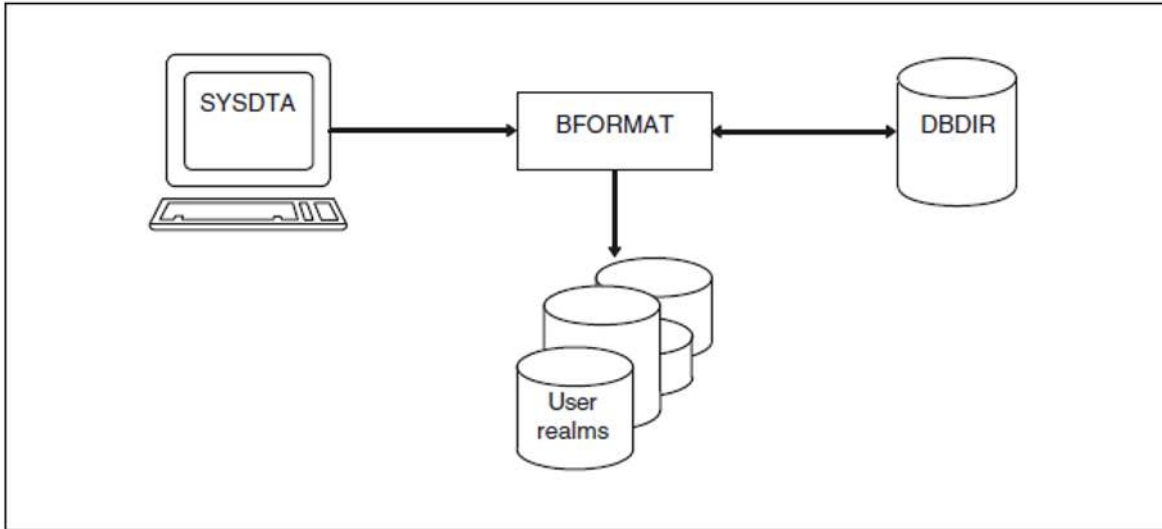 SYSDTA
BFORMAT
DBDIR
User
realms